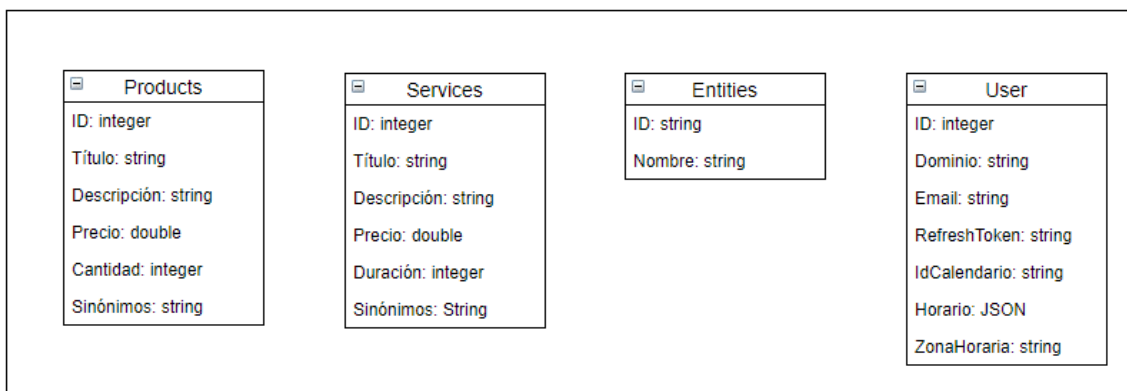 Products
ID: integer
Título: string
Descripción: string
Precio: double
Cantidad: integer
Sinónimos: string
Services
ID: integer
Título: string
Descripción: string
Precio: double
Duración: integer
Sinónimos: String
Entities
ID: string
Nombre: string
User
ID: integer
Dominio: string
Email: string
RefreshToken: string
IdCalendario: string
Horario: JSON
ZonaHoraria: string